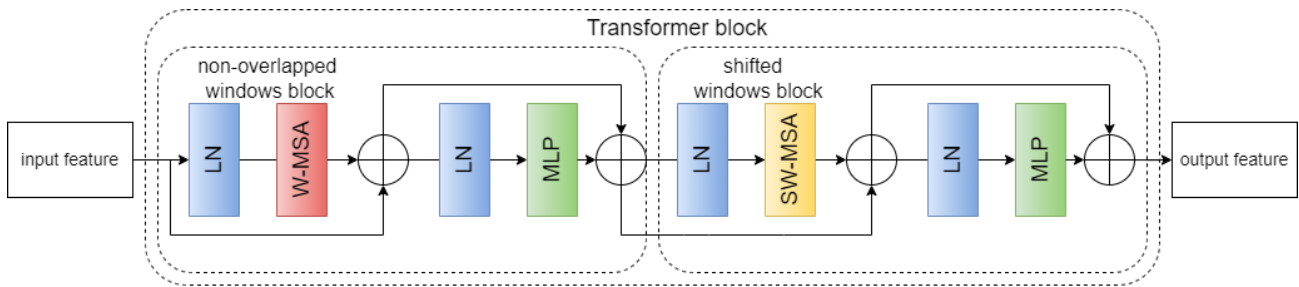 Transformer block
non-overlapped
windows block
shifted
windows block
input feature
LN
W-MSA
LN
MLP
LN
SW-MSA
LN
MLP
output feature